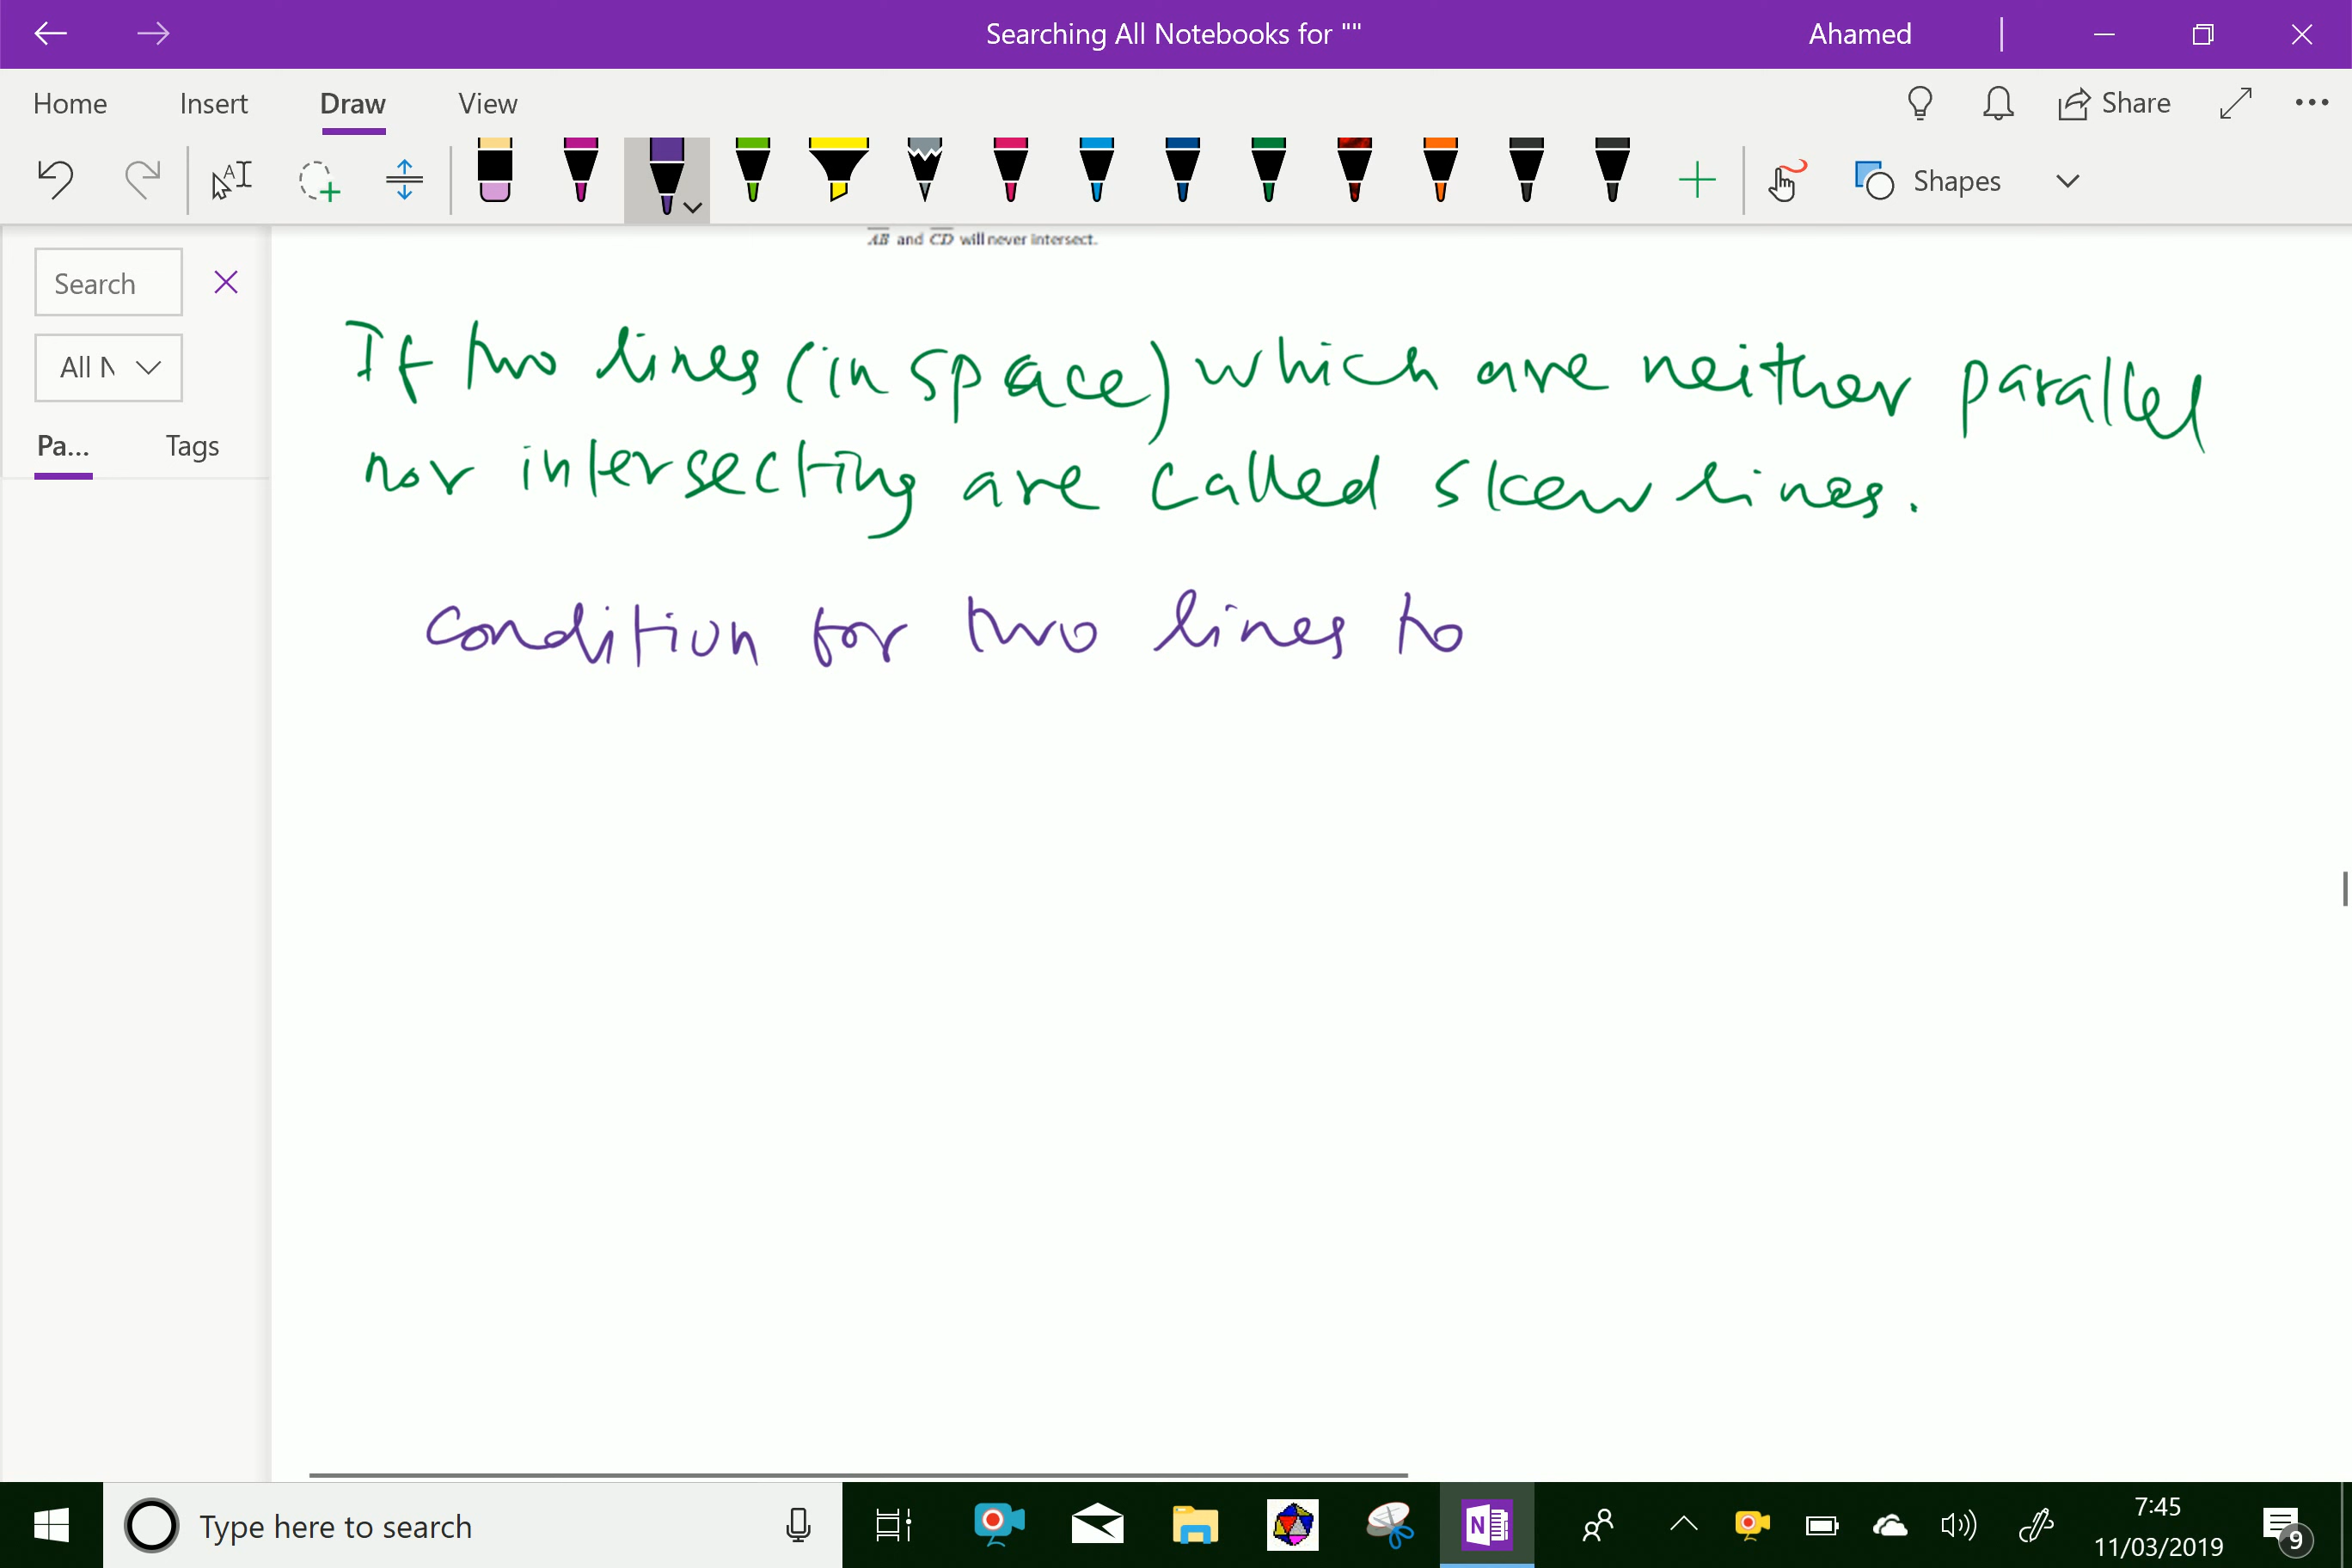 Searching All Notebooks for ""
Ahamed
Home Insert Draw View
Share
Shapes
Search
All N
Pa... Tags
AB and CD will never intersect.
If two lines (in space) which are neither parallel
nor intersecting are called skew lines.
Condition for two lines to
Type here to search
7:45
11/03/2019
9